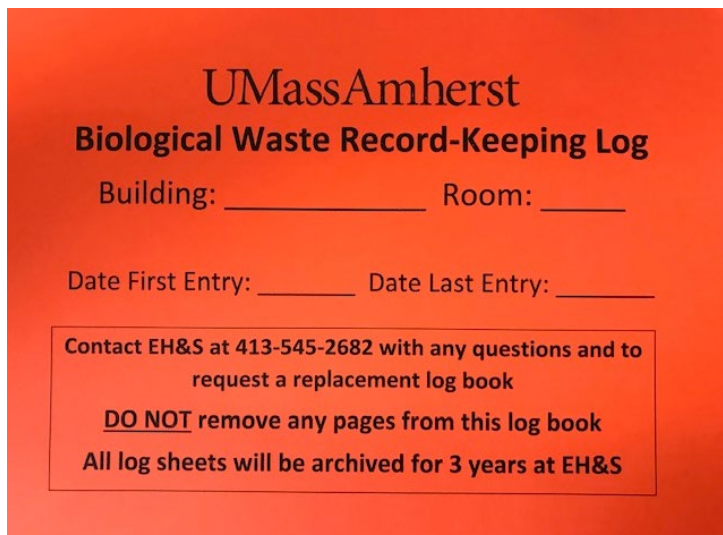 UMassAmherst
Biological Waste Record-Keeping Log
Building: ____________ Room: _____
Date First Entry: _______ Date Last Entry: _______
Contact EH&S at 413-545-2682 with any questions and to
request a replacement log book
DO NOT remove any pages from this log book
All log sheets will be archived for 3 years at EH&S